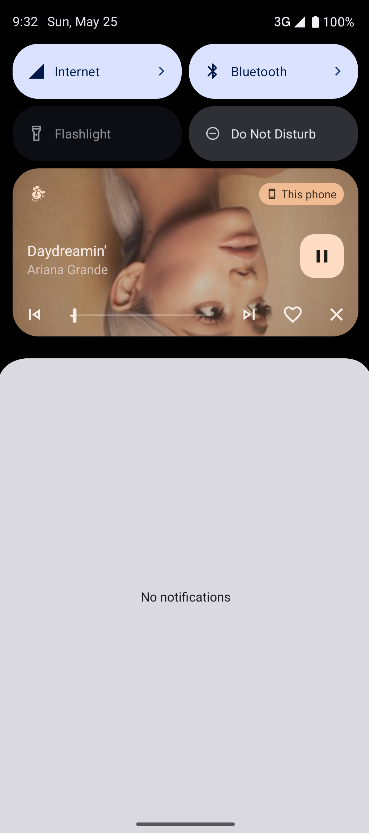 9:32 Sun, May 25 3G 100%
Internet Bluetooth
Flashlight Do Not Disturb
This phone
Daydreamin'
Ariana Grande
No notifications